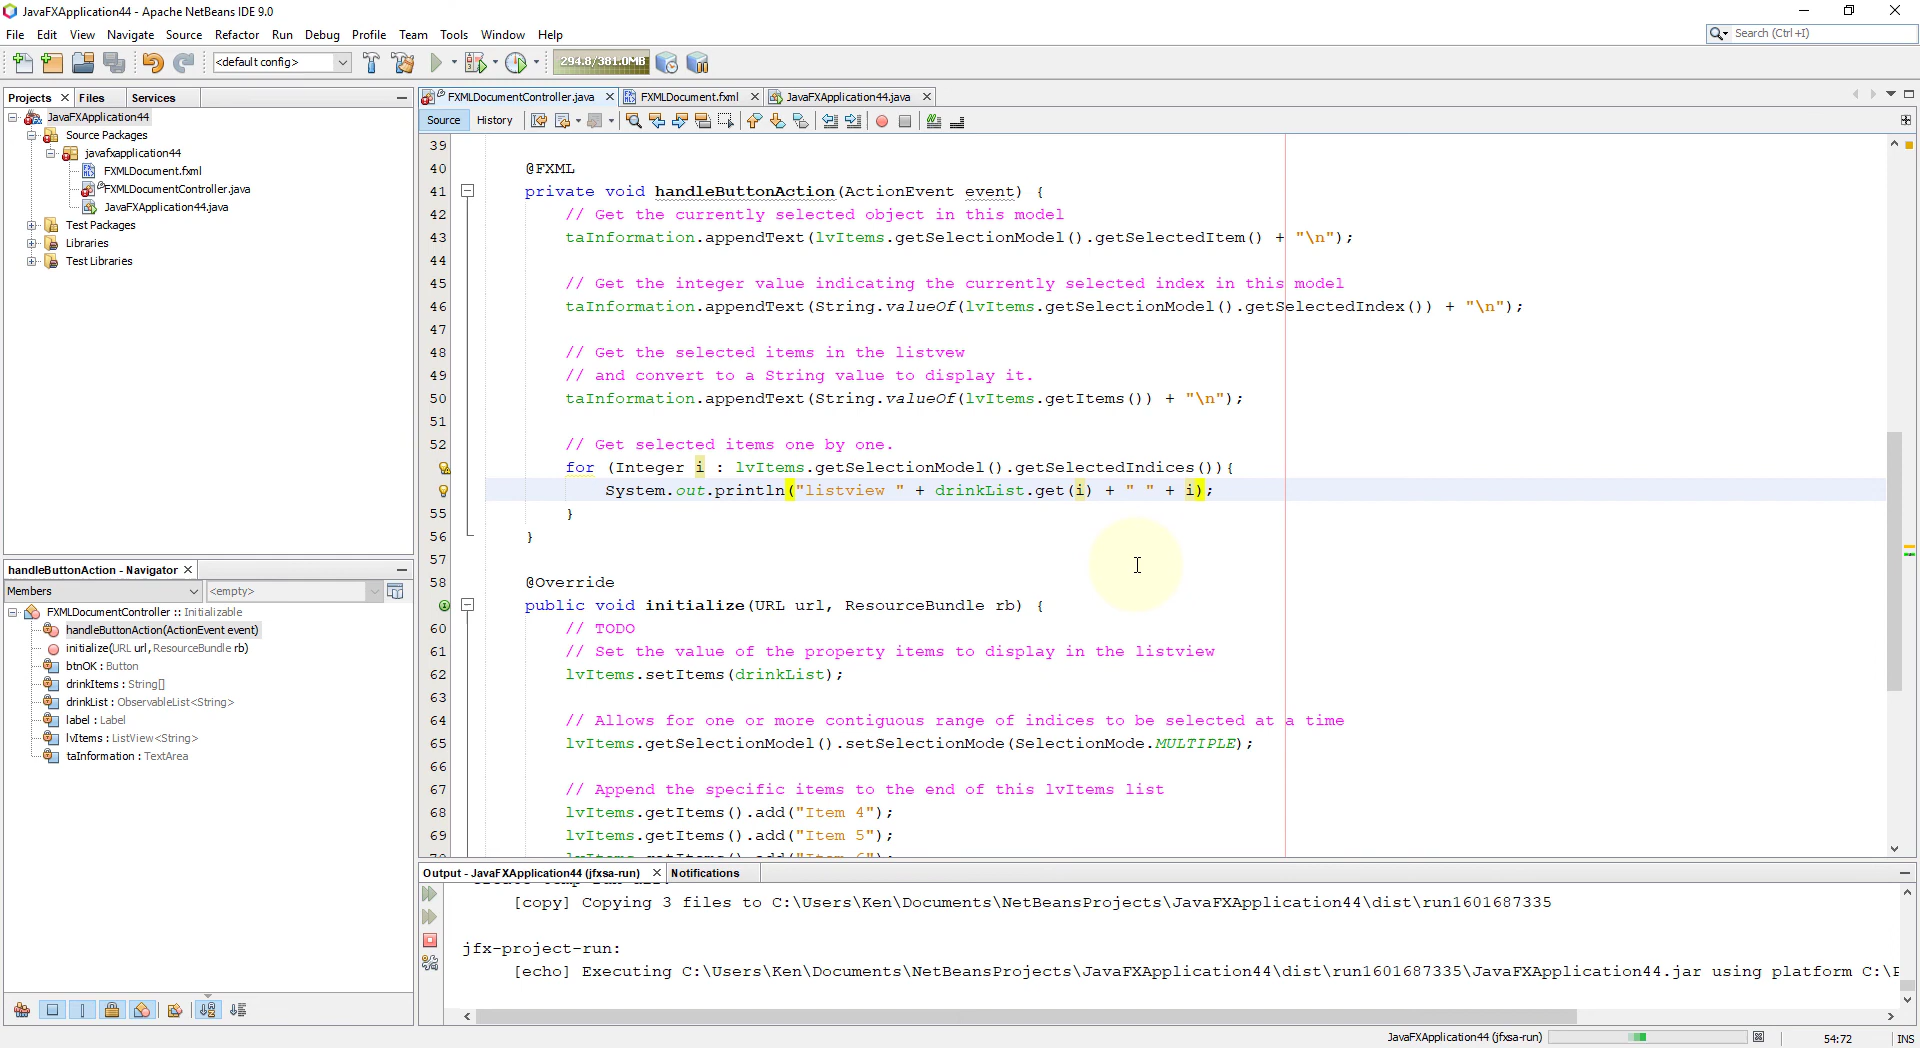 JavaFXApplication44 - Apache NetBeans IDE 9.0
File Edit View Navigate Source Refactor Run Debug Profile Team Tools Window Help
Search (Ctrl+I)
<default config>
294.8/381.0MB
Projects Files Services
JavaFXApplication44
Source Packages
javafxapplication44
FXMLDocument.fxml
FXMLDocumentController.java
JavaFXApplication44.java
Test Packages
Libraries
Test Libraries
handleButtonAction - Navigator
Members <empty>
FXMLDocumentController :: Initializable
handleButtonAction(ActionEvent event)
initialize(URL url, ResourceBundle rb)
btnOK : Button
drinkItems : String[]
drinkList : ObservableList<String>
label : Label
lvItems : ListView<String>
taInformation : TextArea
FXMLDocumentController.java FXMLDocument.fxml JavaFXApplication44.java
Source History
39
40 @FXML
41 private void handleButtonAction(ActionEvent event) {
42 // Get the currently selected object in this model
43 taInformation.appendText(lvItems.getSelectionModel().getSelectedItem() + "\n");
44
45 // Get the integer value indicating the currently selected index in this model
46 taInformation.appendText(String.valueOf(lvItems.getSelectionModel().getSelectedIndex()) + "\n");
47
48 // Get the selected items in the listvew
49 // and convert to a String value to display it.
50 taInformation.appendText(String.valueOf(lvItems.getItems()) + "\n");
51
52 // Get selected items one by one.
for (Integer i : lvItems.getSelectionModel().getSelectedIndices()){
System.out.println("listview " + drinkList.get(i) + " " + i);
55 }
56 }
57
58 @Override
public void initialize(URL url, ResourceBundle rb) {
60 // TODO
61 // Set the value of the property items to display in the listview
62 lvItems.setItems(drinkList);
63
64 // Allows for one or more contiguous range of indices to be selected at a time
65 lvItems.getSelectionModel().setSelectionMode(SelectionMode.MULTIPLE);
66
67 // Append the specific items to the end of this lvItems list
68 lvItems.getItems().add("Item 4");
69 lvItems.getItems().add("Item 5");
70 lvItems.getItems().add("Item 6");
Output - JavaFXApplication44 (jfxsa-run) Notifications
[copy] Copying 3 files to C:\Users\Ken\Documents\NetBeansProjects\JavaFXApplication44\dist\run1601687335
jfx-project-run:
[echo] Executing C:\Users\Ken\Documents\NetBeansProjects\JavaFXApplication44\dist\run1601687335\JavaFXApplication44.jar using platform C:\
JavaFXApplication44 (jfxsa-run)
54:72 INS